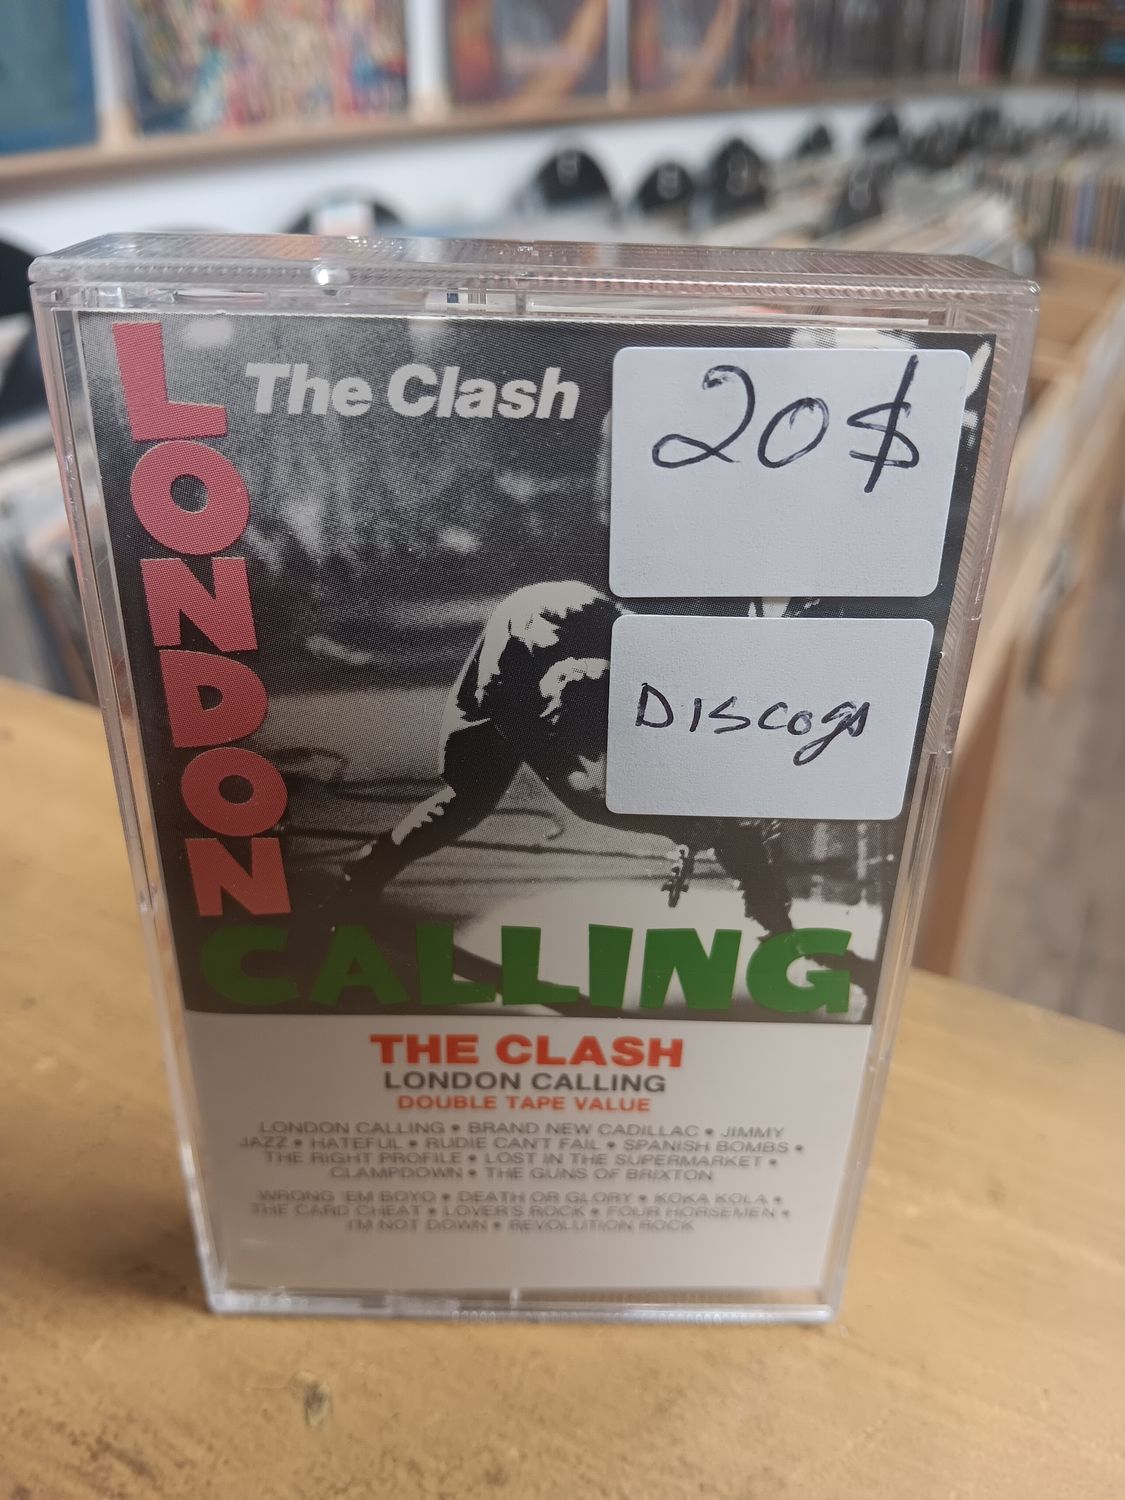 The Clash
20$
Discogs
LONDON
CALLING
THE CLASH
LONDON CALLING
DOUBLE TAPE VALUE
LONDON CALLING • BRAND NEW CADILLAC • JIMMY
JAZZ • HATEFUL • RUDIE CAN'T FAIL • SPANISH BOMBS •
THE RIGHT PROFILE • LOST IN THE SUPERMARKET •
CLAMPDOWN • THE GUNS OF BRIXTON
WRONG 'EM BOYO • DEATH OR GLORY • KOKA KOLA •
THE CARD CHEAT • LOVER'S ROCK • FOUR HORSEMEN •
I'M NOT DOWN • REVOLUTION ROCK